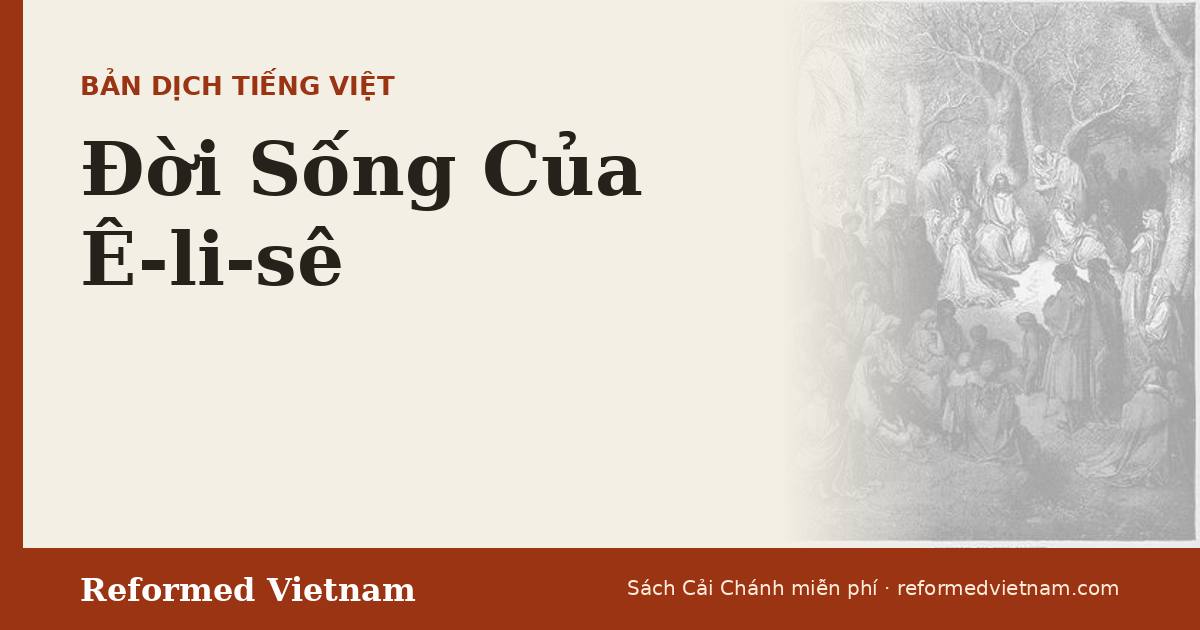 BẢN DỊCH TIẾNG VIỆT
Đời Sống Của
Ê-li-sê
Reformed Vietnam
Sách Cải Chánh miễn phí · reformedvietnam.com